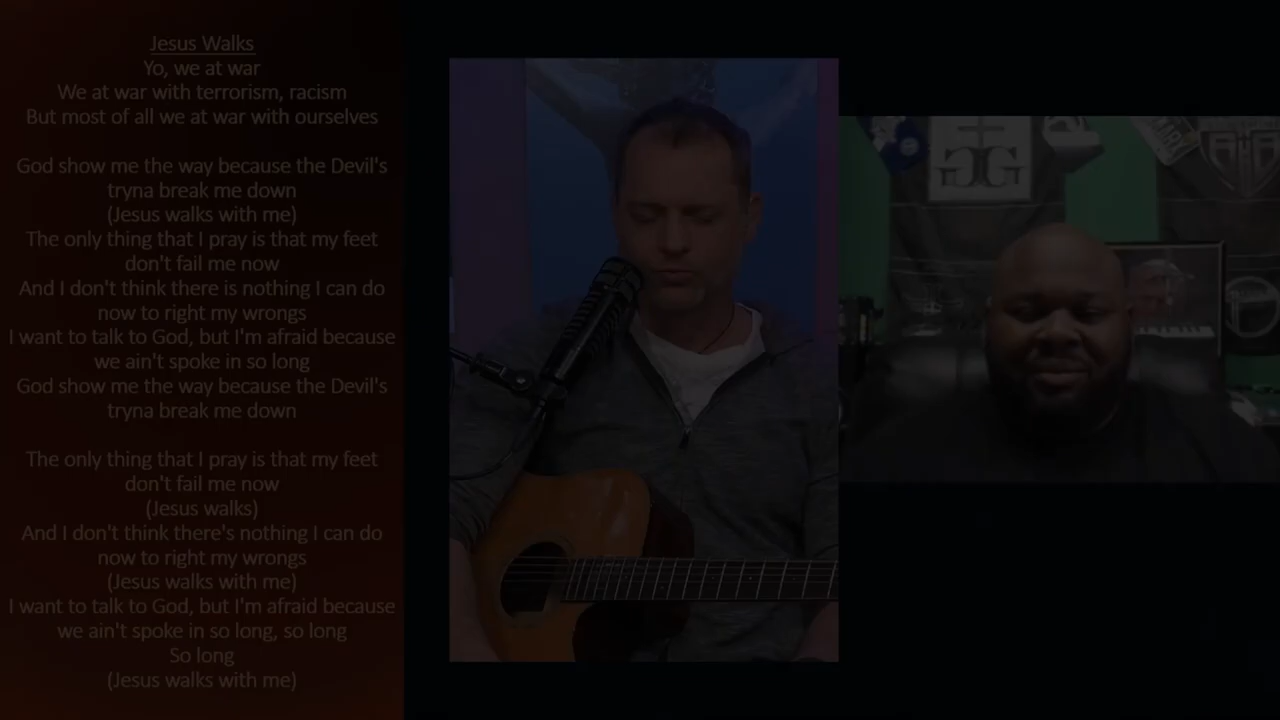 Jesus Walks
Yo, we at war
We at war with terrorism, racism
But most of all we at war with ourselves
God show me the way because the Devil's
tryna break me down
(Jesus walks with me)
The only thing that I pray is that my feet
don't fail me now
And I don't think there is nothing I can do
now to right my wrongs
I want to talk to God, but I'm afraid because
we ain't spoke in so long
God show me the way because the Devil's
tryna break me down
The only thing that I pray is that my feet
don't fail me now
(Jesus walks)
And I don't think there's nothing I can do
now to right my wrongs
(Jesus walks with me)
I want to talk to God, but I'm afraid because
we ain't spoke in so long, so long
So long
(Jesus walks with me)